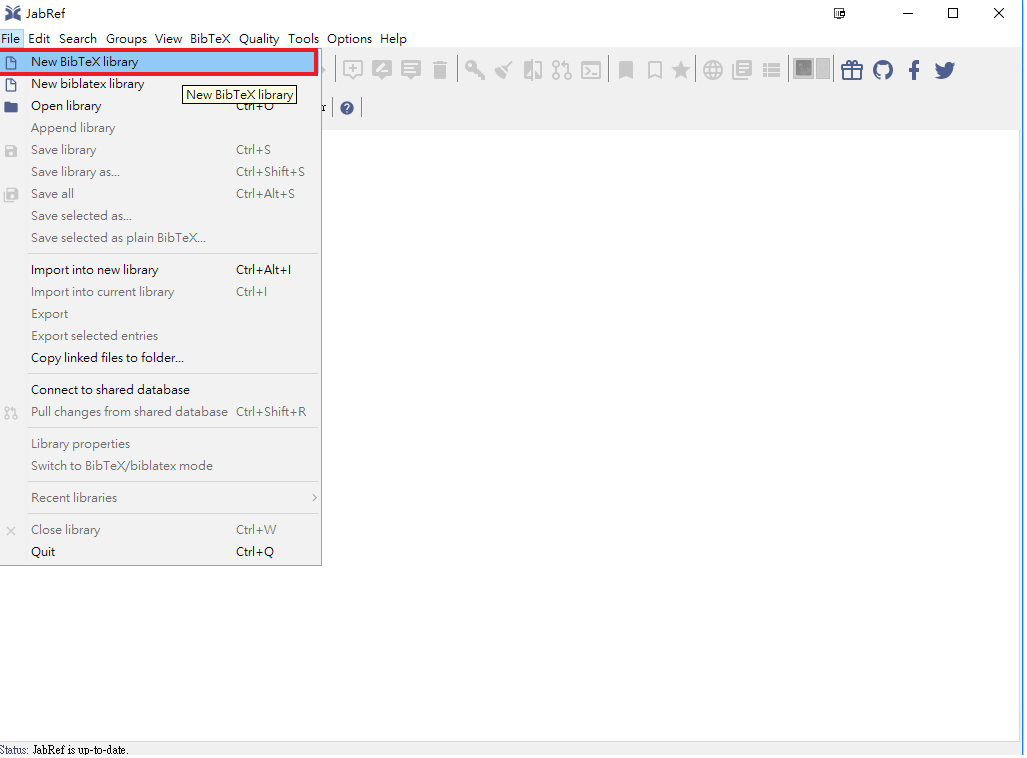 JabRef
File Edit Search Groups View BibTeX Quality Tools Options Help
New BibTeX library
New biblatex library
New BibTeX library
Open library Ctrl+O
Append library
Save library Ctrl+S
Save library as... Ctrl+Shift+S
Save all Ctrl+Alt+S
Save selected as...
Save selected as plain BibTeX...
Import into new library Ctrl+Alt+I
Import into current library Ctrl+I
Export
Export selected entries
Copy linked files to folder...
Connect to shared database
Pull changes from shared database Ctrl+Shift+R
Library properties
Switch to BibTeX/biblatex mode
Recent libraries
Close library Ctrl+W
Quit Ctrl+Q
Status: JabRef is up-to-date.